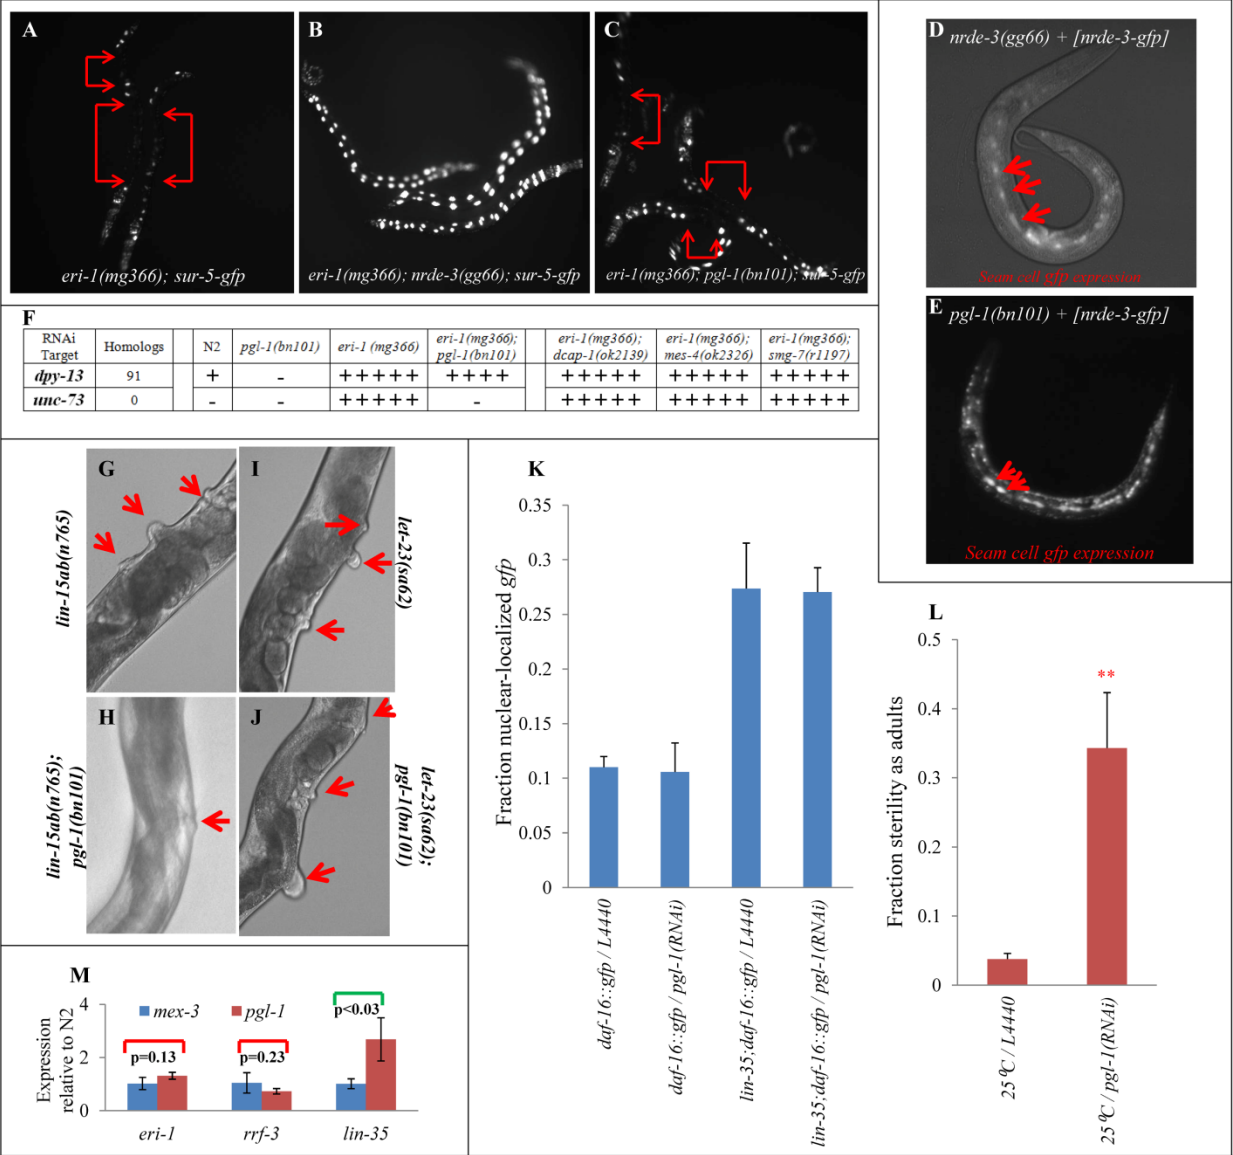 A
eri-1(mg366); sur-5-gfp
B
eri-1(mg366); nrde-3(gg66); sur-5-gfp
C
eri-1(mg366); pgl-1(bn101); sur-5-gfp
D
nrde-3(gg66) + [nrde-3-gfp]
Seam cell gfp expression
E
pgl-1(bn101) + [nrde-3-gfp]
Seam cell gfp expression
F
RNAi Target Homologs N2 pgl-1(bn101) eri-1 (mg366) eri-1(mg366); pgl-1(bn101) eri-1(mg366); dcap-1(ok2139) eri-1(mg366); mes-4(ok2326) eri-1(mg366); smg-7(r1197)
dpy-13 91 + - +++++ ++++ +++++ +++++ +++++
unc-73 0 - - +++++ - +++++ +++++ +++++
G
lin-15ab(n765)
I
let-23(sa62)
H
lin-15ab(n765);
pgl-1(bn101)
J
let-23(sa62);
pgl-1(bn101)
K
Fraction nuclear-localized gfp
0.35
0.3
0.25
0.2
0.15
0.1
0.05
0
daf-16::gfp / L4440
daf-16::gfp / pgl-1(RNAi)
lin-35;daf-16::gfp / L4440
lin-35;daf-16::gfp / pgl-1(RNAi)
L
Fraction sterility as adults
0.5
0.4
0.3
0.2
0.1
0
**
25⁰C / L4440
25⁰C / pgl-1(RNAi)
M
Expression
relative to N2
4
2
0
mex-3 pgl-1
p=0.13
p=0.23
p<0.03
eri-1 rrf-3 lin-35